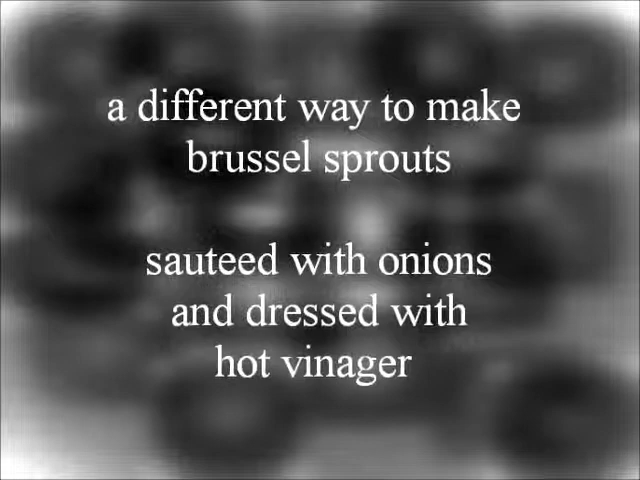 a different way to make
brussel sprouts
sauteed with onions
and dressed with
hot vinager